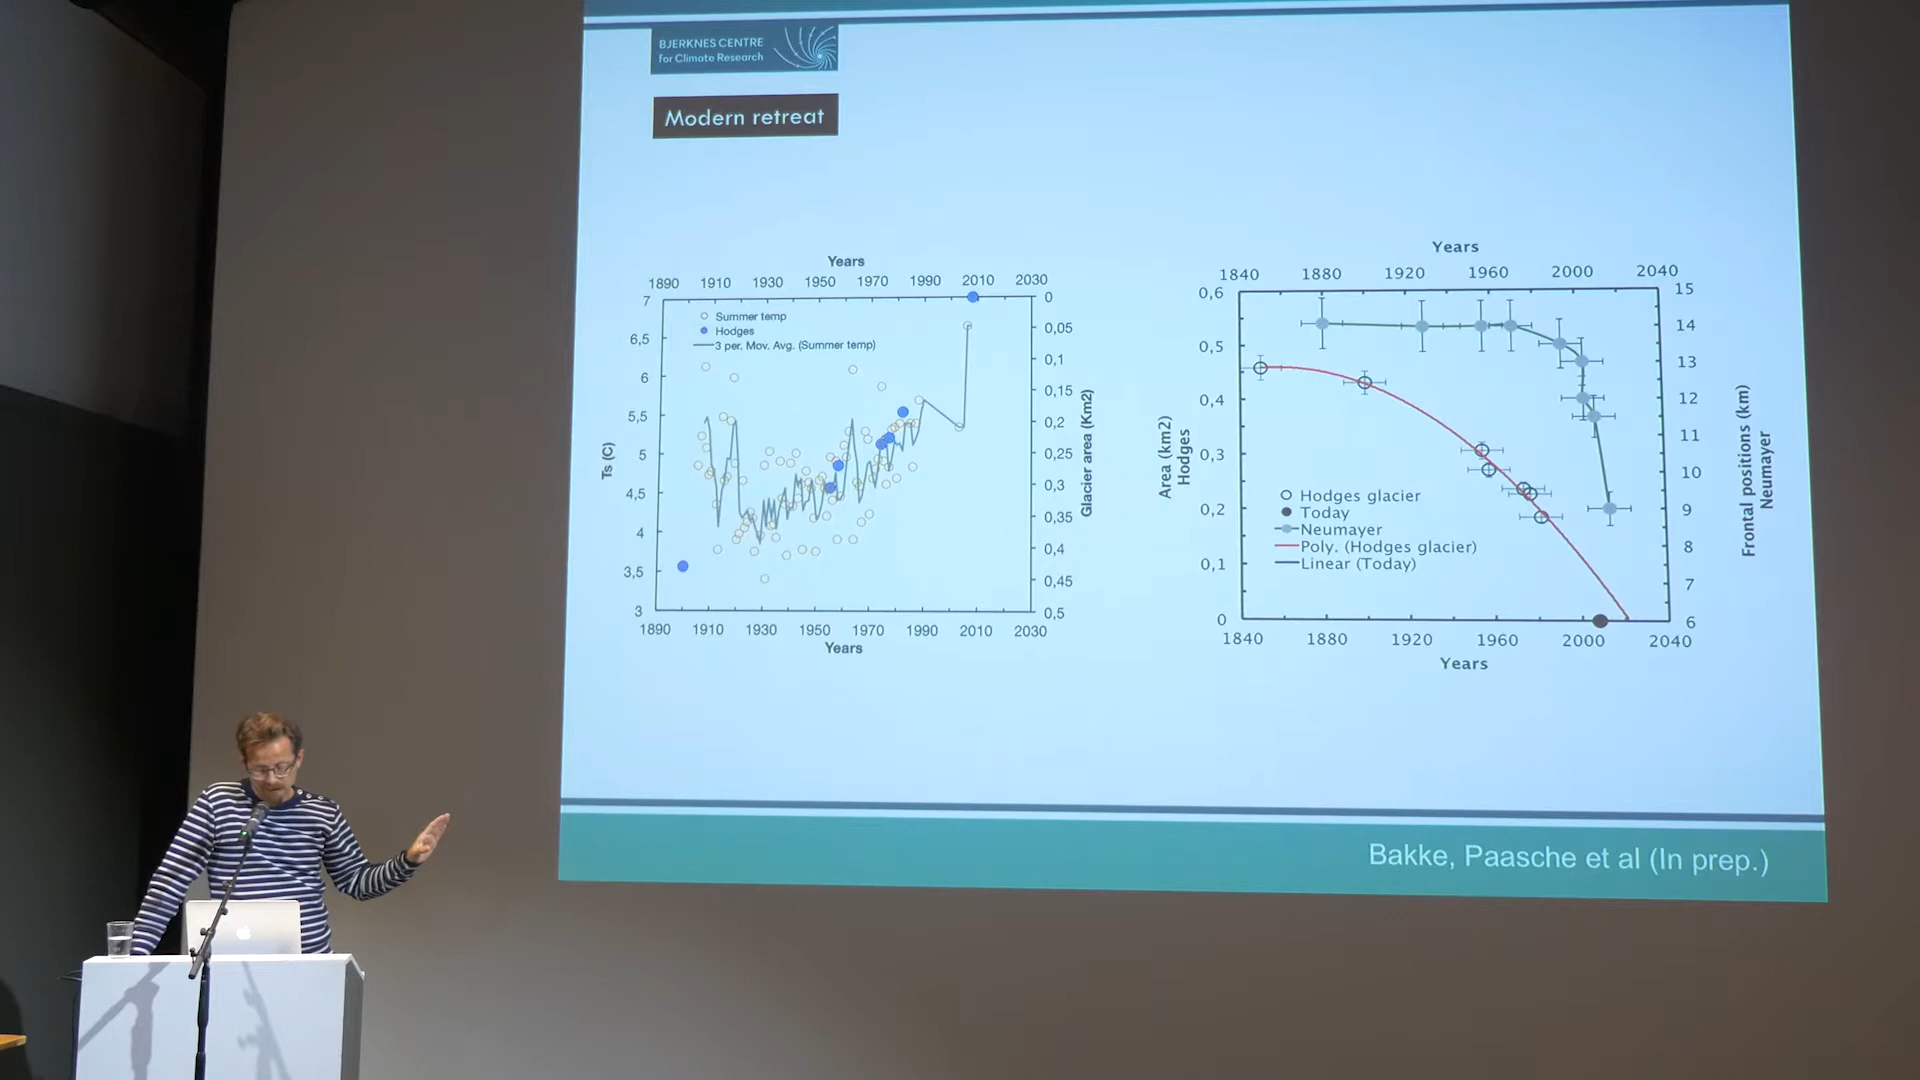 BJERKNES CENTRE
for Climate Research
Modern retreat
Years
1890 1910 1930 1950 1970 1990 2010 2030
7
6,5
6
5,5
5
4,5
4
3,5
3
Ts (C)
Summer temp
Hodges
3 per. Mov. Avg. (Summer temp)
0
0,05
0,1
0,15
0,2
0,25
0,3
0,35
0,4
0,45
0,5
Glacier area (Km2)
1890 1910 1930 1950 1970 1990 2010 2030
Years
Years
1840 1880 1920 1960 2000 2040
0,6
0,5
0,4
0,3
0,2
0,1
0
Area (km2)
Hodges
Hodges glacier
Today
Neumayer
Poly. (Hodges glacier)
Linear (Today)
15
14
13
12
11
10
9
8
7
6
Frontal positions (km)
Neumayer
1840 1880 1920 1960 2000 2040
Years
Bakke, Paasche et al (In prep.)